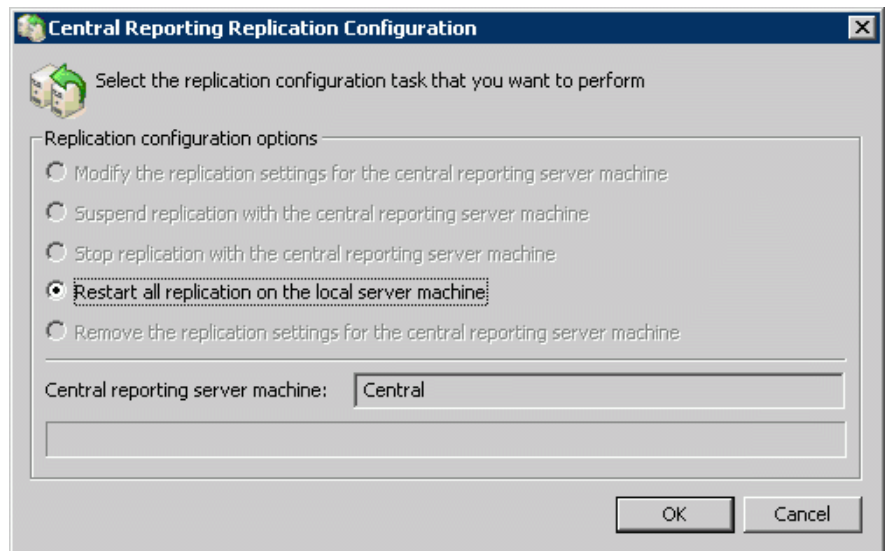 Central Reporting Replication Configuration
Select the replication configuration task that you want to perform
Replication configuration options
Modify the replication settings for the central reporting server machine
Suspend replication with the central reporting server machine
Stop replication with the central reporting server machine
Restart all replication on the local server machine
Remove the replication settings for the central reporting server machine
Central reporting server machine: Central
OK Cancel